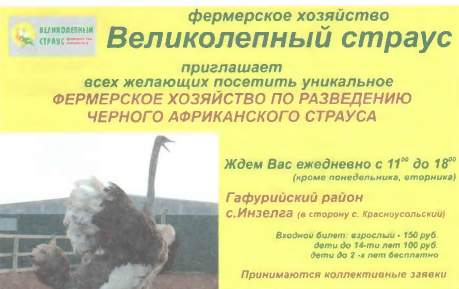 ВЕЛИКОЛЕПНЫЙ
СТРАУС
фермерское хозяйство
Великолепный страус
приглашает
всех желающих посетить уникальное
ФЕРМЕРСКОЕ ХОЗЯЙСТВО ПО РАЗВЕДЕНИЮ
ЧЕРНОГО АФРИКАНСКОГО СТРАУСА
Ждем Вас ежедневно с 11⁰⁰ до 18⁰⁰
(кроме понедельника, вторника)
Гафурийский район
с.Инзелга (в сторону с. Красноусольский)
Входной билет: взрослый - 150 руб.
дети до 14-ти лет 100 руб.
дети до 2 -х лет бесплатно
Принимаются коллективные заявки